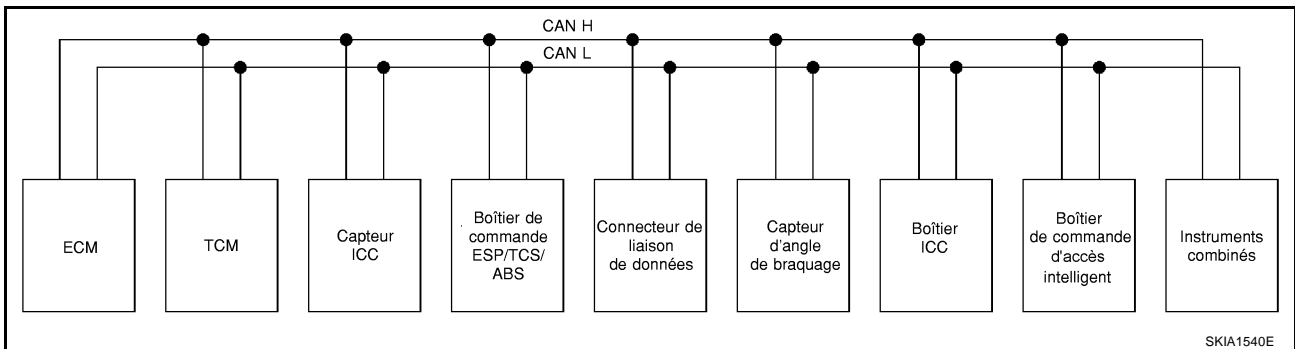 CAN H
CAN L
ECM
TCM
Capteur
ICC
Boîtier de
commande
ESP/TCS/
ABS
Connecteur de
liaison
de données
Capteur
d'angle
de braquage
Boîtier
ICC
Boîtier
de commande
d'accès
intelligent
Instruments
combinés
SKIA1540E